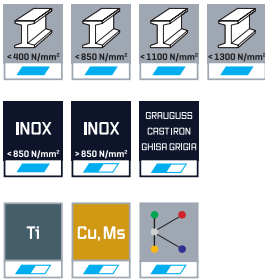 <400 N/mm²
<850 N/mm²
<1100 N/mm²
<1300 N/mm²
INOX
<850 N/mm²
INOX
>850 N/mm²
GRAUGUSS
CAST IRON
GHISA GRIGIA
Ti
Cu, Ms